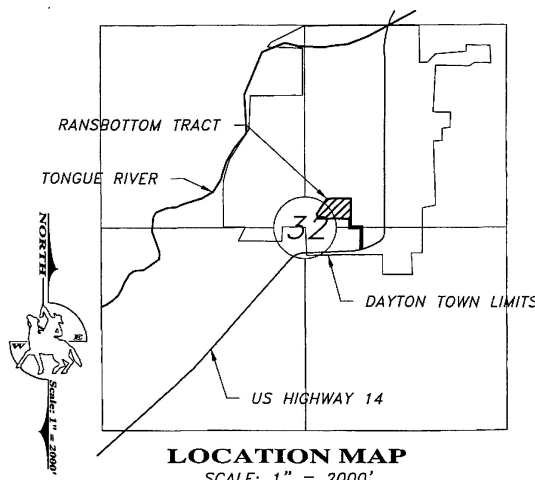 RANSBOTTOM TRACT
TONGUE RIVER
32
DAYTON TOWN LIMITS
US HIGHWAY 14
NORTH
W
E
Scale: 1" = 2000'
LOCATION MAP
SCALE: 1" = 2000'